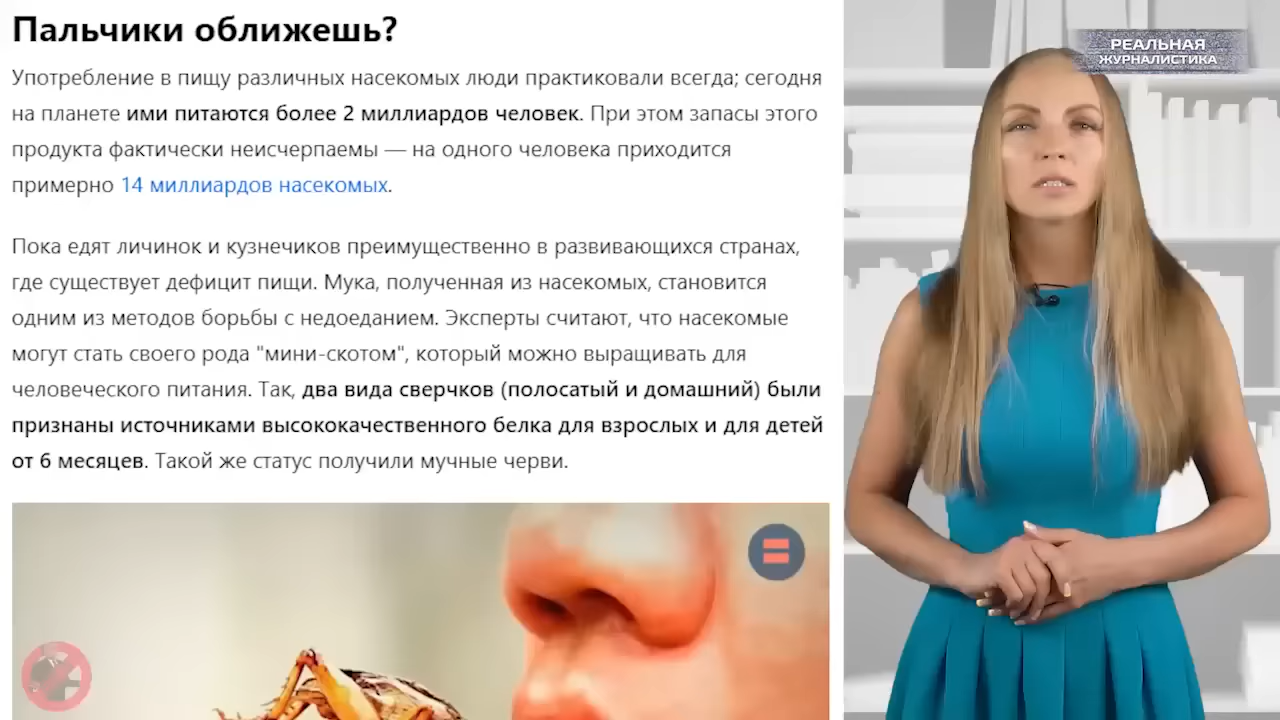 Пальчики оближешь?
Употребление в пищу различных насекомых люди практиковали всегда; сегодня
на планете ими питаются более 2 миллиардов человек. При этом запасы этого
продукта фактически неисчерпаемы — на одного человека приходится
примерно 14 миллиардов насекомых.
Пока едят личинок и кузнечиков преимущественно в развивающихся странах,
где существует дефицит пищи. Мука, полученная из насекомых, становится
одним из методов борьбы с недоеданием. Эксперты считают, что насекомые
могут стать своего рода "мини-скотом", который можно выращивать для
человеческого питания. Так, два вида сверчков (полосатый и домашний) были
признаны источниками высококачественного белка для взрослых и для детей
от 6 месяцев. Такой же статус получили мучные черви.
РЕАЛЬНАЯ
ЖУРНАЛИСТИКА